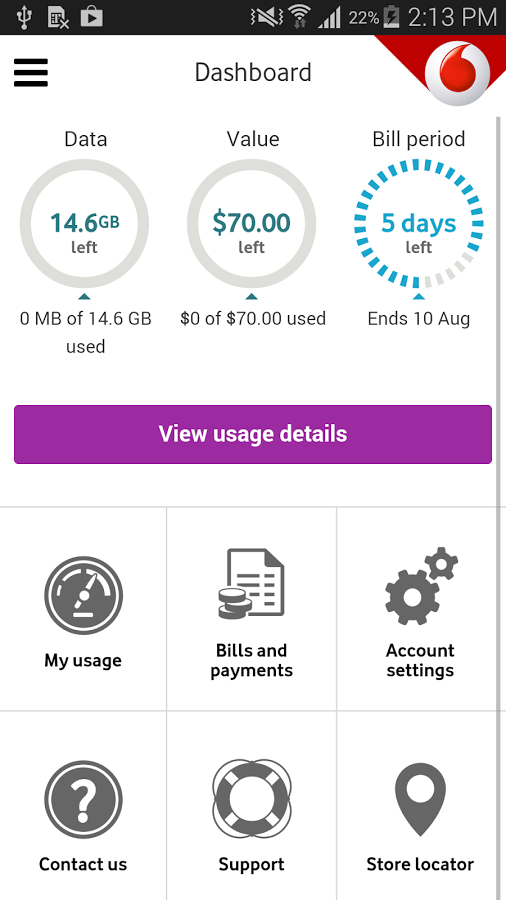 22% 2:13 PM
Dashboard
Data Value Bill period
14.6GB $70.00 5 days
left left left
0 MB of 14.6 GB $0 of $70.00 used Ends 10 Aug
used
View usage details
My usage
Bills and
payments
Account
settings
Contact us
Support
Store locator